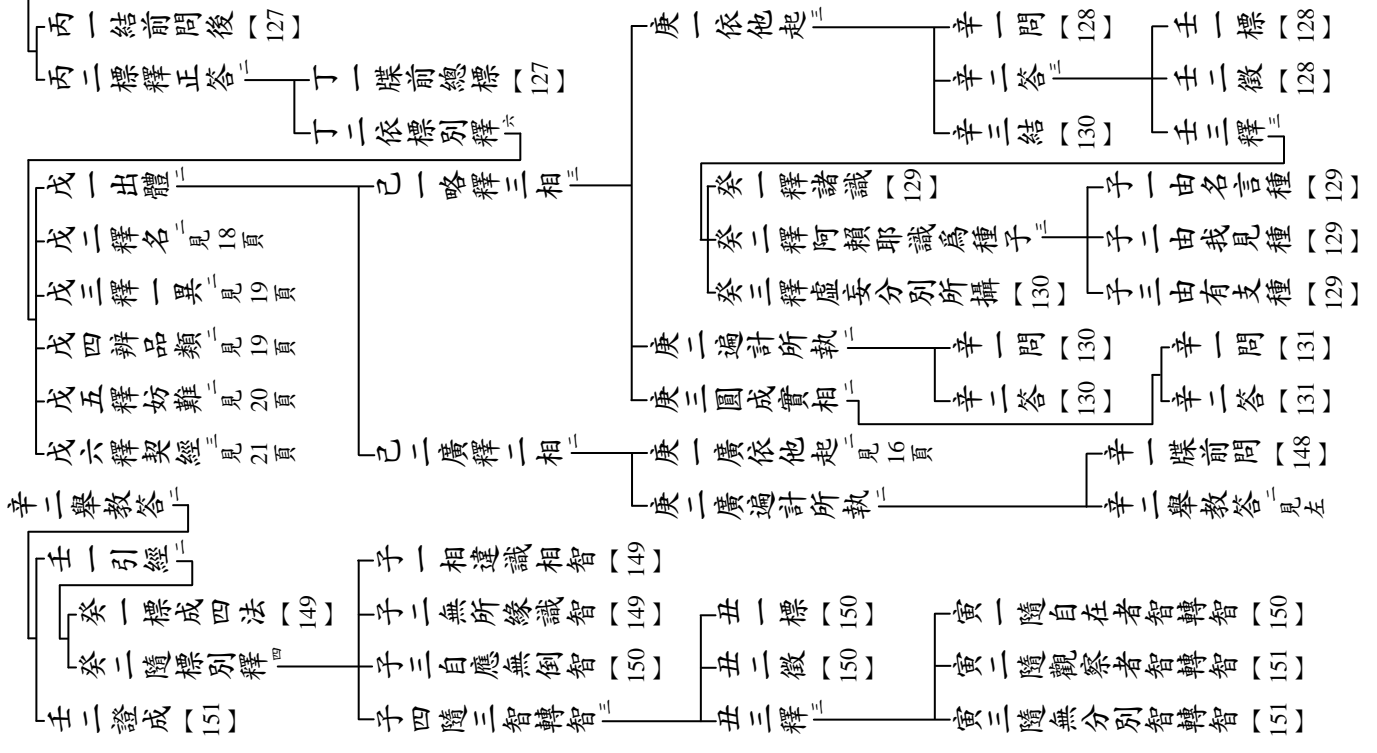 丙一結前問後【127】
丙二標釋正答二
丁一牒前總標【127】
丁二依標別釋六
戊一出體二
己一略釋三相三
庚一依他起三
辛一問【128】
辛二答三
壬一標【128】
壬二徵【128】
壬三釋三
癸一釋諸識【129】
癸二釋阿賴耶識為種子三
子一由名言種【129】
子二由我見種【129】
子三由有支種【129】
癸三釋虛妄分別所攝【130】
辛三結【130】
庚二遍計所執二
辛一問【130】
辛二答【130】
庚三圓成實相二
辛一問【131】
辛二答【131】
己二廣釋二相二
庚一廣依他起二見16頁
庚二廣遍計所執二
辛一牒前問【148】
辛二舉教答二見左
戊二釋名二見18頁
戊三釋一異二見19頁
戊四辨品類二見19頁
戊五釋妨難二見20頁
戊六釋契經三見21頁
辛二舉教答二
壬一引經二
癸一標成四法【149】
癸二隨標別釋四
子一相違識相智【149】
子二無所緣識智【149】
子三自應無倒智【150】
子四隨三智轉智三
丑一標【150】
丑二徵【150】
丑三釋三
寅一隨自在者智轉智【150】
寅二隨觀察者智轉智【151】
寅三隨無分別智轉智【151】
壬二證成【151】